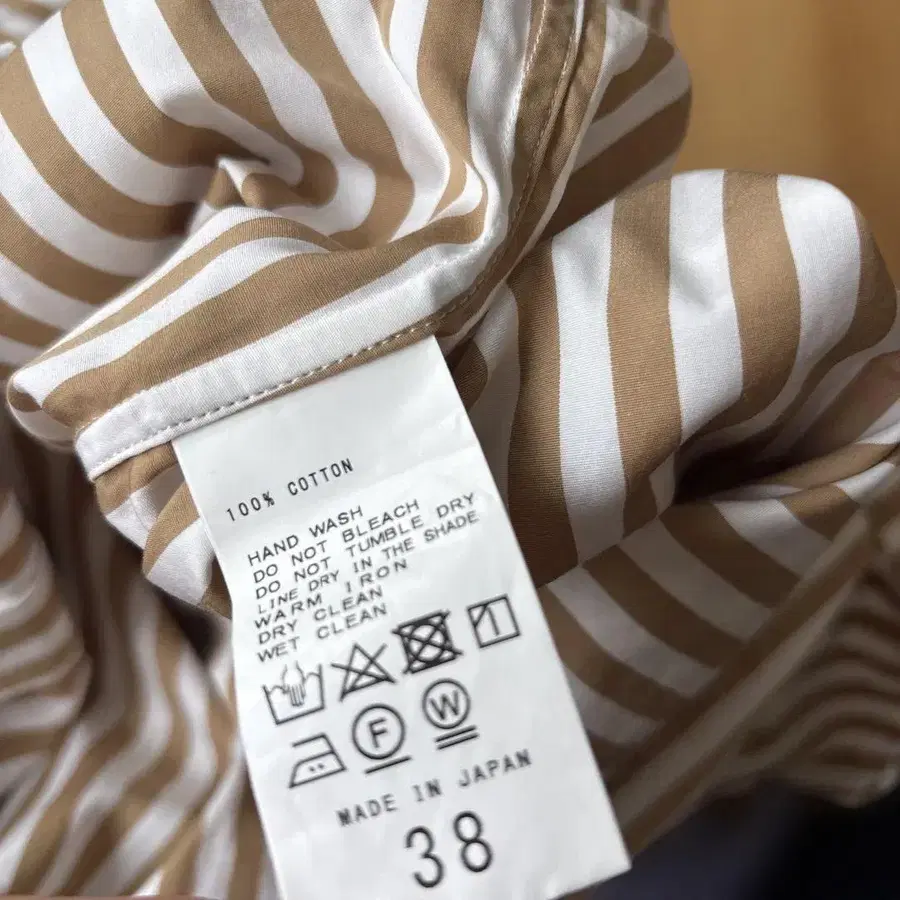 100% COTTON
HAND WASH
DO NOT BLEACH
DO NOT TUMBLE DRY
LINE DRY IN THE SHADE
WARM IRON
DRY CLEAN
WET CLEAN
F W
MADE IN JAPAN
38